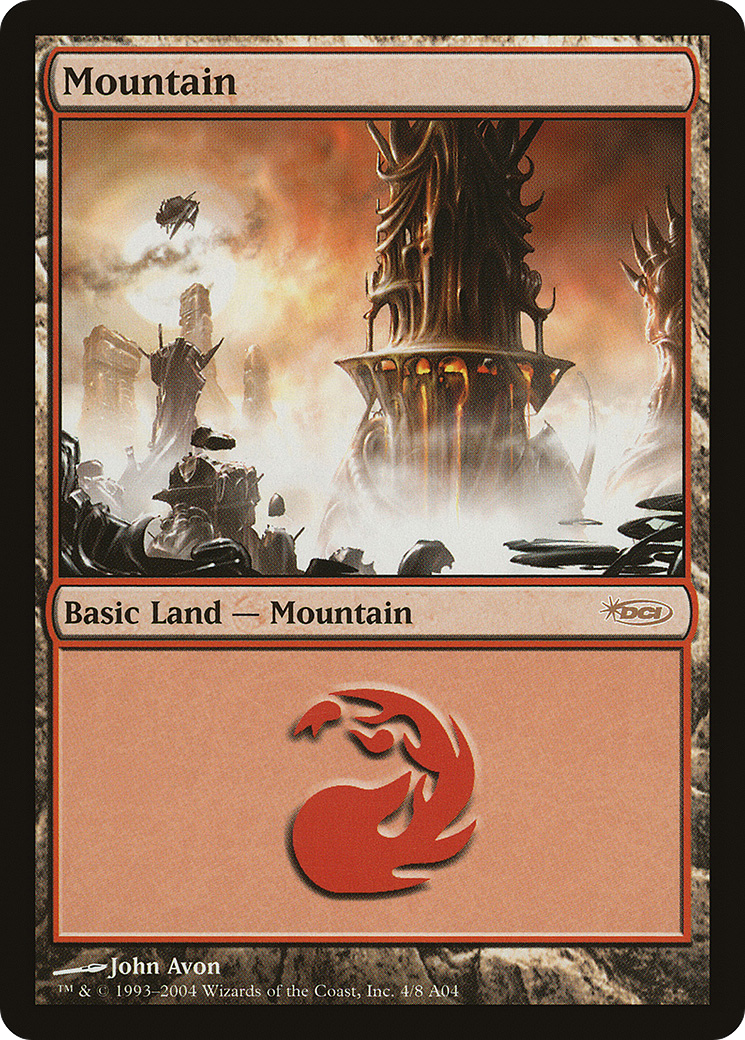 Mountain
Basic Land — Mountain
DCI
John Avon
™ & © 1993–2004 Wizards of the Coast, Inc. 4/8 A04